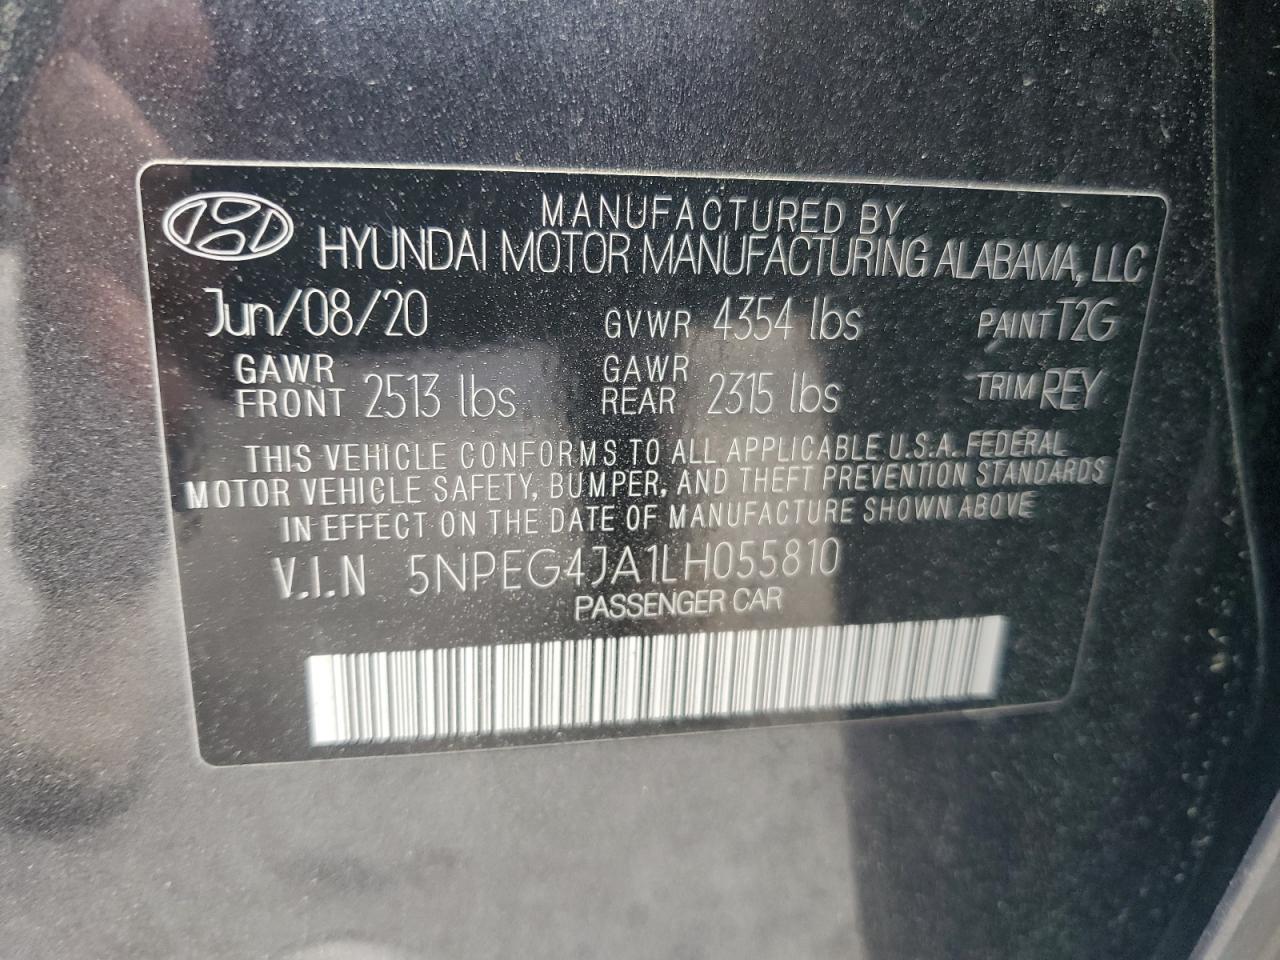 MANUFACTURED BY
HYUNDAI MOTOR MANUFACTURING ALABAMA, LLC
Jun/08/20 GVWR 4354 lbs PAINT T2G
GAWR FRONT 2513 lbs GAWR REAR 2315 lbs TRIM REY
THIS VEHICLE CONFORMS TO ALL APPLICABLE U.S.A. FEDERAL
MOTOR VEHICLE SAFETY, BUMPER, AND THEFT PREVENTION STANDARDS
IN EFFECT ON THE DATE OF MANUFACTURE SHOWN ABOVE
V.I.N 5NPEG4JA1LH055810
PASSENGER CAR